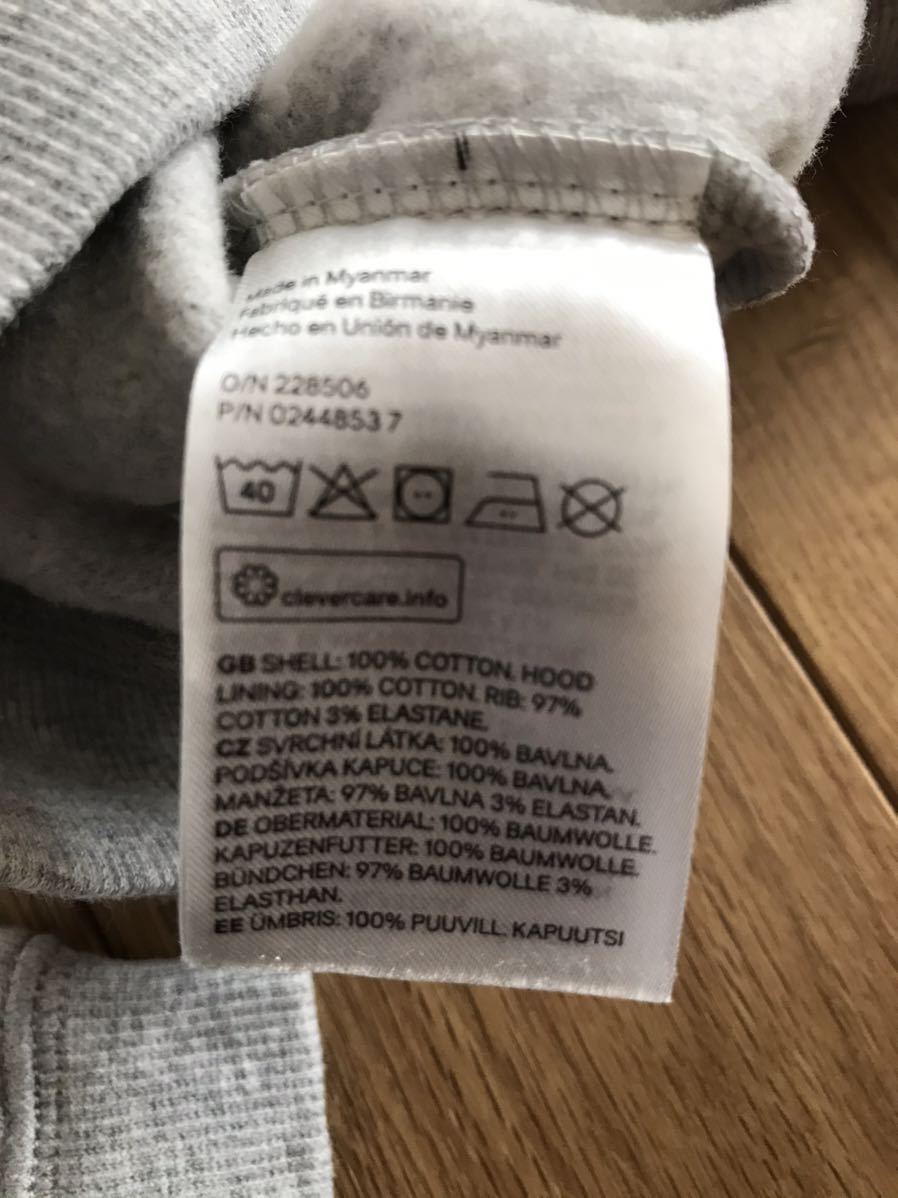 Made in Myanmar
Fabriqué en Birmanie
Hecho en Unión de Myanmar
O/N 228506
P/N 0244853 7
40
clevercare.info
GB SHELL: 100% COTTON. HOOD
LINING: 100% COTTON. RIB: 97%
COTTON 3% ELASTANE.
CZ SVRCHNÍ LÁTKA: 100% BAVLNA.
PODŠÍVKA KAPUCE: 100% BAVLNA.
MANŽETA: 97% BAVLNA 3% ELASTAN.
DE OBERMATERIAL: 100% BAUMWOLLE.
KAPUZENFUTTER: 100% BAUMWOLLE.
BÜNDCHEN: 97% BAUMWOLLE 3%
ELASTHAN.
EE ÜMBRIS: 100% PUUVILL. KAPUUTSI